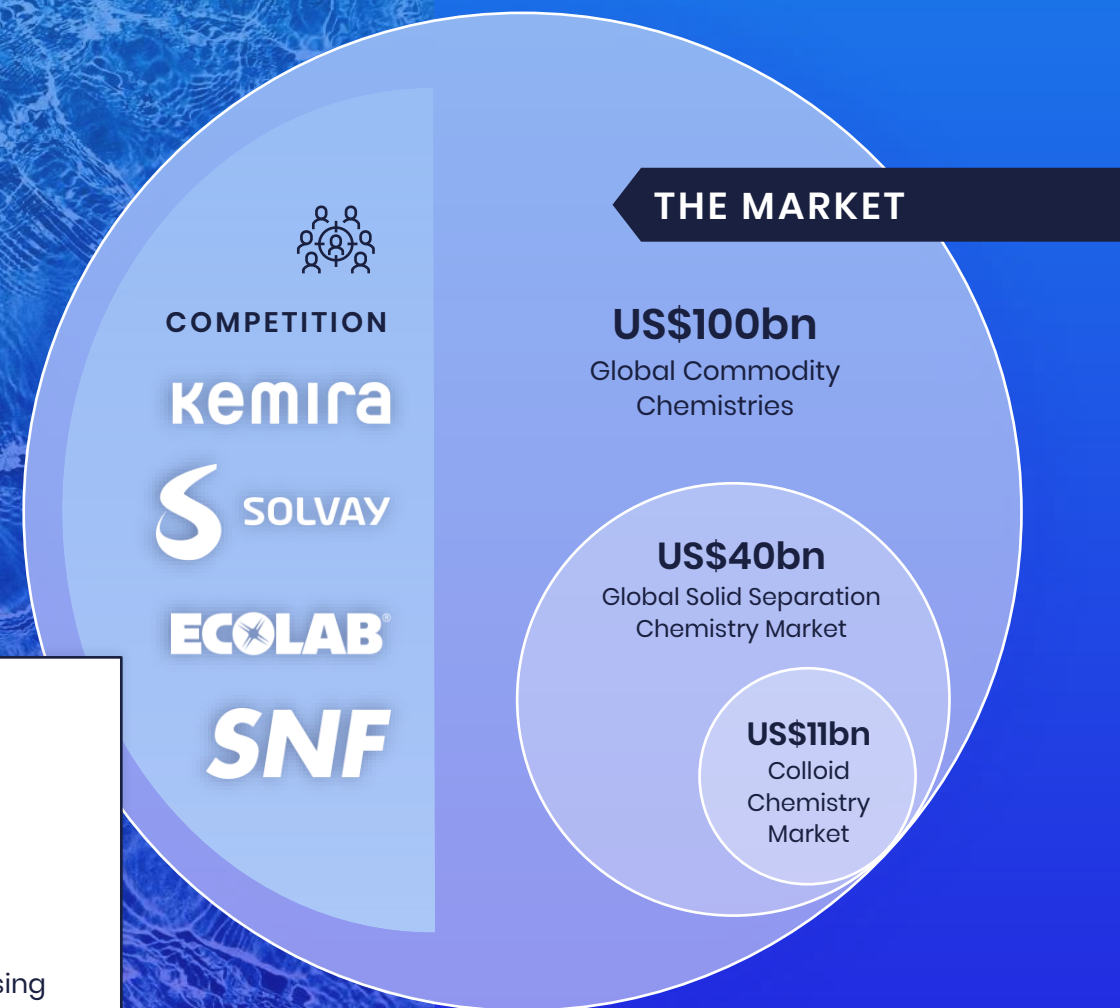 THE MARKET
COMPETITION
Kemira
SOLVAY
ECOLAB®
SNF
US$100bn
Global Commodity
Chemistries
US$40bn
Global Solid Separation
Chemistry Market
US$11bn
Colloid
Chemistry
Market